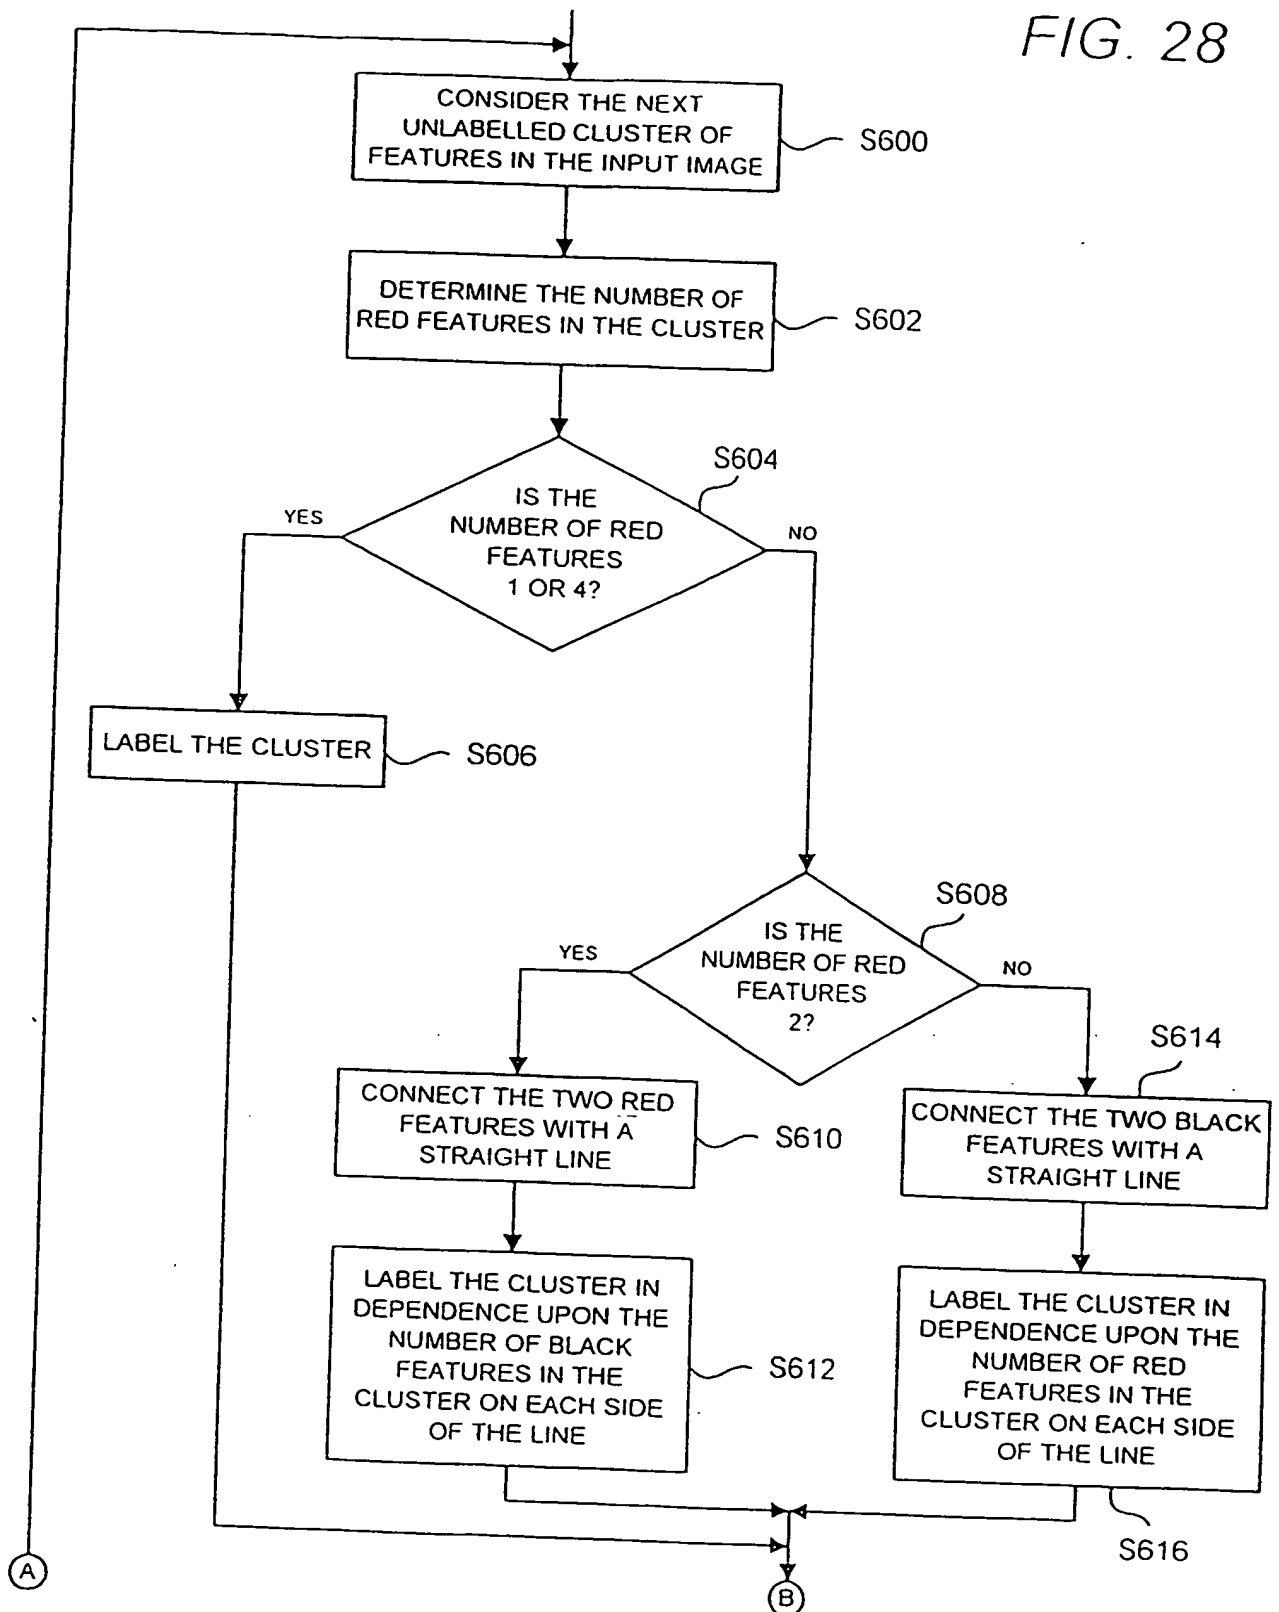 FIG. 28
CONSIDER THE NEXT
UNLABELLED CLUSTER OF
FEATURES IN THE INPUT IMAGE
S600
DETERMINE THE NUMBER OF
RED FEATURES IN THE CLUSTER
S602
S604
IS THE
NUMBER OF RED
FEATURES
1 OR 4?
YES
NO
LABEL THE CLUSTER
S606
S608
IS THE
NUMBER OF RED
FEATURES
2?
YES
NO
CONNECT THE TWO RED
FEATURES WITH A
STRAIGHT LINE
S610
S614
CONNECT THE TWO BLACK
FEATURES WITH A
STRAIGHT LINE
LABEL THE CLUSTER IN
DEPENDENCE UPON THE
NUMBER OF BLACK
FEATURES IN THE
CLUSTER ON EACH SIDE
OF THE LINE
S612
LABEL THE CLUSTER IN
DEPENDENCE UPON THE
NUMBER OF RED
FEATURES IN THE
CLUSTER ON EACH SIDE
OF THE LINE
S616
A
B